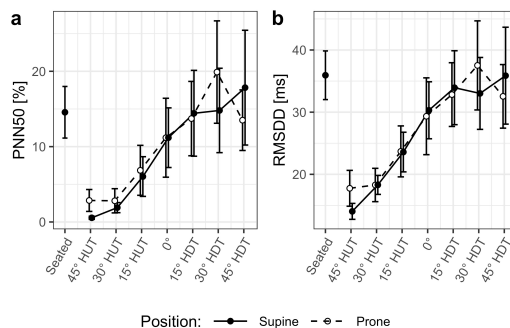 a
PNN50 [%]
20
10
0
Seated
45° HUT
30° HUT
15° HUT
0°
15° HDT
30° HDT
45° HDT
b
RMSDD [ms]
40
30
20
Seated
45° HUT
30° HUT
15° HUT
0°
15° HDT
30° HDT
45° HDT
Position: Supine Prone